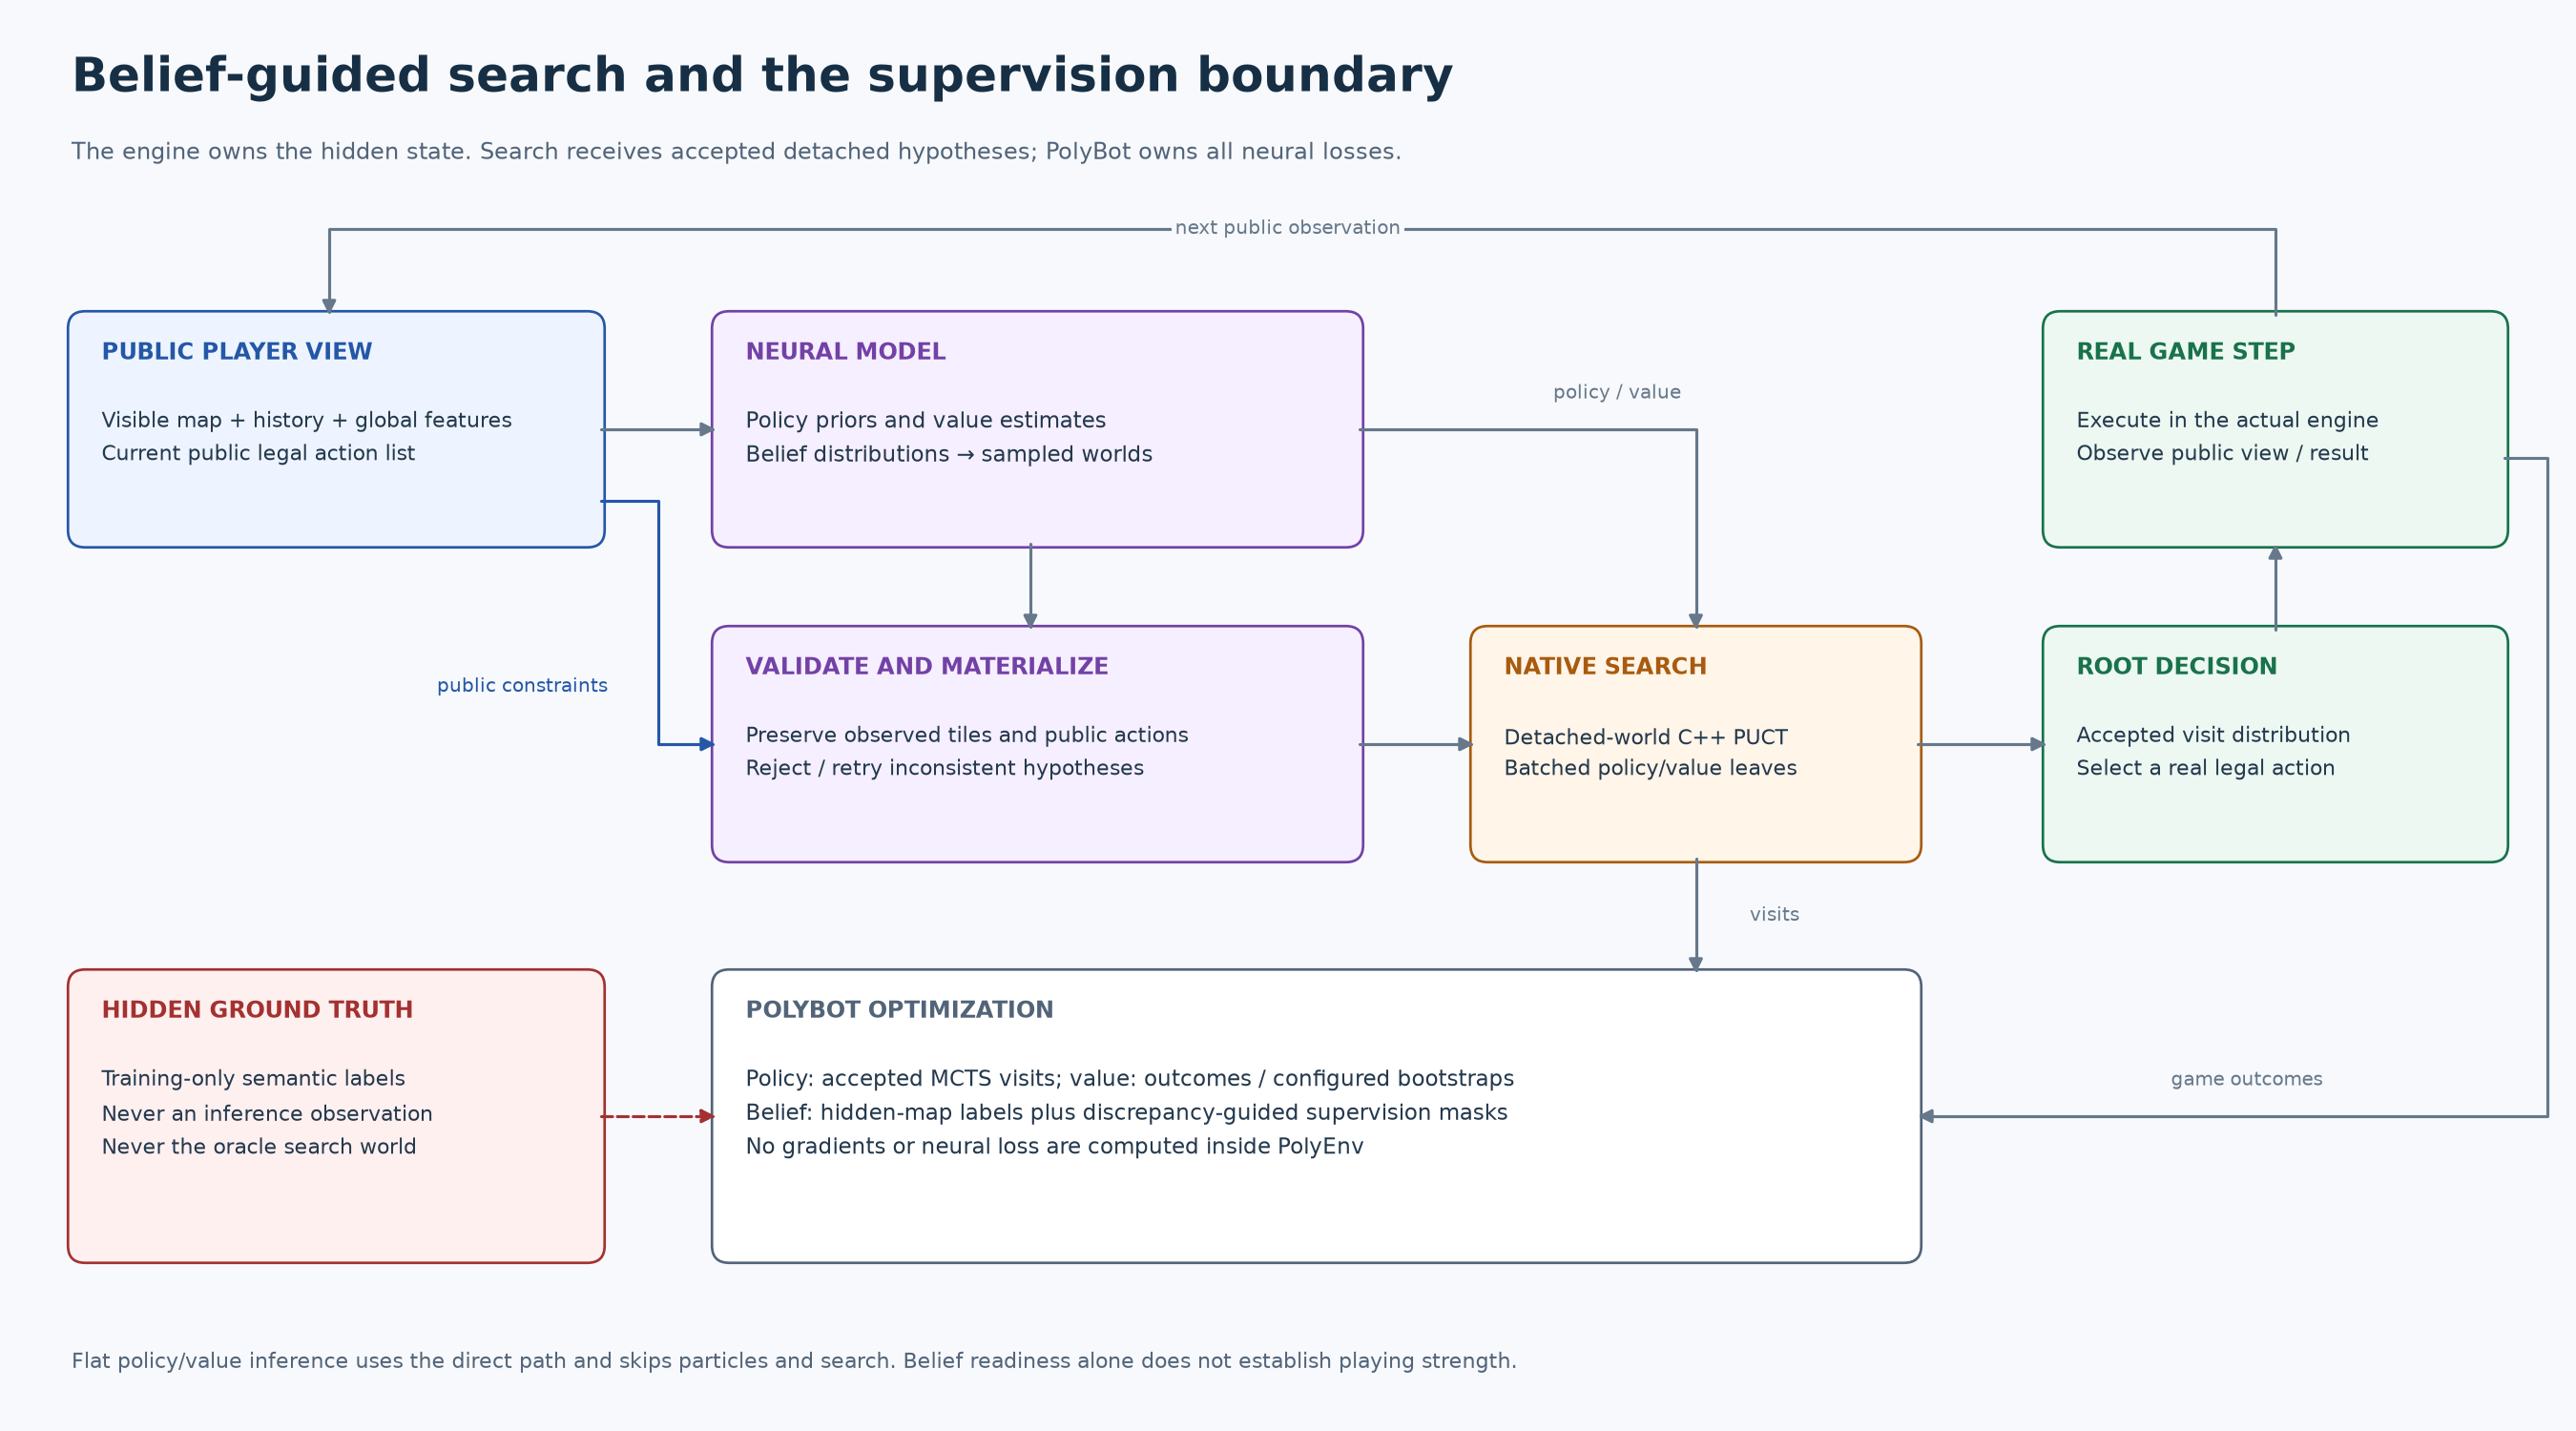 Belief-guided search and the supervision boundary
The engine owns the hidden state. Search receives accepted detached hypotheses; PolyBot owns all neural losses.
next public observation
PUBLIC PLAYER VIEW
Visible map + history + global features
Current public legal action list
NEURAL MODEL
Policy priors and value estimates
Belief distributions → sampled worlds
policy / value
REAL GAME STEP
Execute in the actual engine
Observe public view / result
public constraints
VALIDATE AND MATERIALIZE
Preserve observed tiles and public actions
Reject / retry inconsistent hypotheses
NATIVE SEARCH
Detached-world C++ PUCT
Batched policy/value leaves
ROOT DECISION
Accepted visit distribution
Select a real legal action
visits
HIDDEN GROUND TRUTH
Training-only semantic labels
Never an inference observation
Never the oracle search world
POLYBOT OPTIMIZATION
Policy: accepted MCTS visits; value: outcomes / configured bootstraps
Belief: hidden-map labels plus discrepancy-guided supervision masks
No gradients or neural loss are computed inside PolyEnv
game outcomes
Flat policy/value inference uses the direct path and skips particles and search. Belief readiness alone does not establish playing strength.